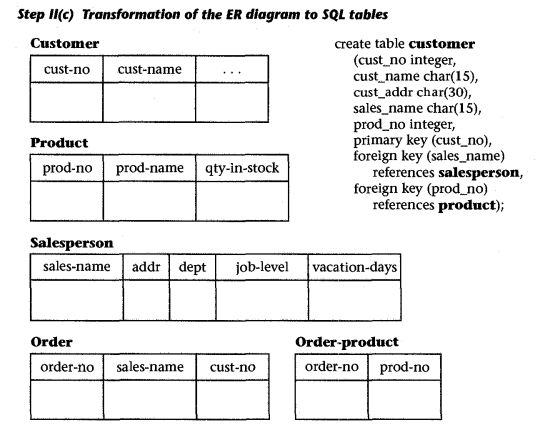 Step II(c) Transformation of the ER diagram to SQL tables
Customer
cust-no cust-name ...
Product
prod-no prod-name qty-in-stock
Salesperson
sales-name addr dept job-level vacation-days
Order
order-no sales-name cust-no
Order-product
order-no prod-no
create table customer
(cust_no integer,
cust_name char(15),
cust_addr char(30),
sales_name char(15),
prod_no integer,
primary key (cust_no),
foreign key (sales_name)
references salesperson,
foreign key (prod_no)
references product);